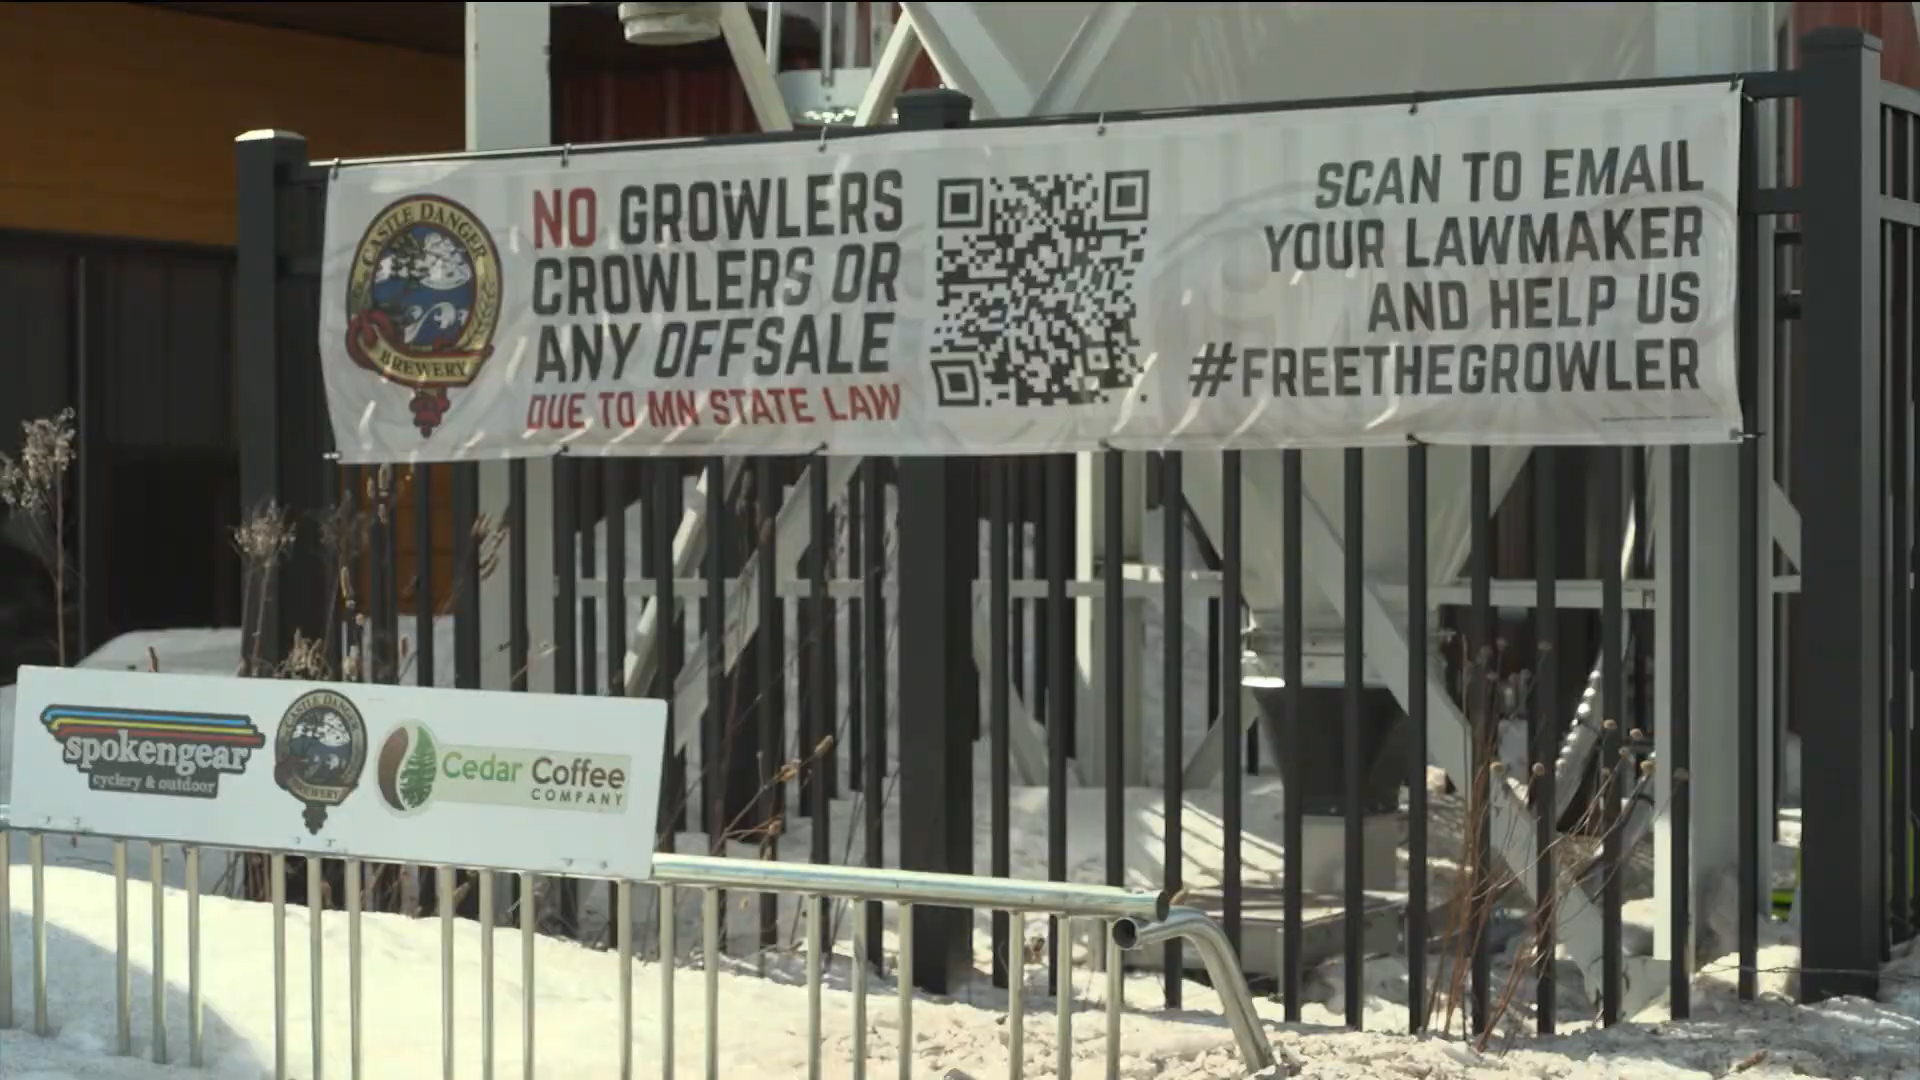 CASTLE DANGER
BREWERY
NO GROWLERS
CROWLERS OR
ANY OFFSALE
DUE TO MN STATE LAW
SCAN TO EMAIL
YOUR LAWMAKER
AND HELP US
#FREETHEGROWLER
spokengear
cyclery & outdoor
CASTLE DANGER
BREWERY
Cedar Coffee
COMPANY